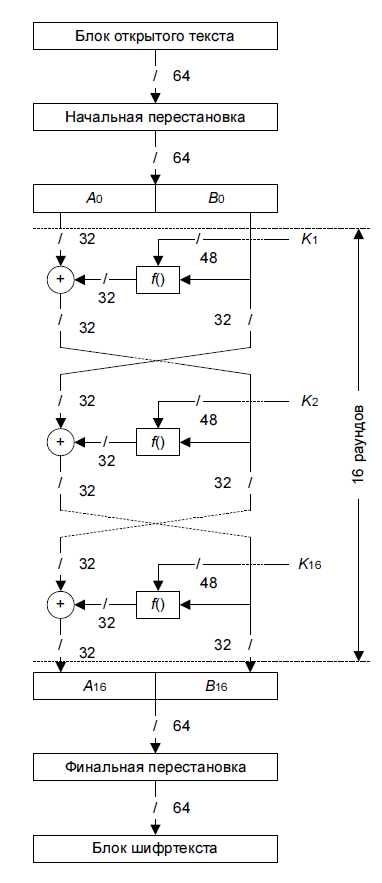 Блок открытого текста
/ 64
Начальная перестановка
/ 64
A0 B0
/ 32 / K1
48
+ / f()
32
/ 32 32 /
/ 32 / K2
48
+ / f()
32
/ 32 32 /
/ 32 / K16
48
+ / f()
32
/ 32 32 /
16 раундов
A16 B16
/ 64
Финальная перестановка
/ 64
Блок шифртекста